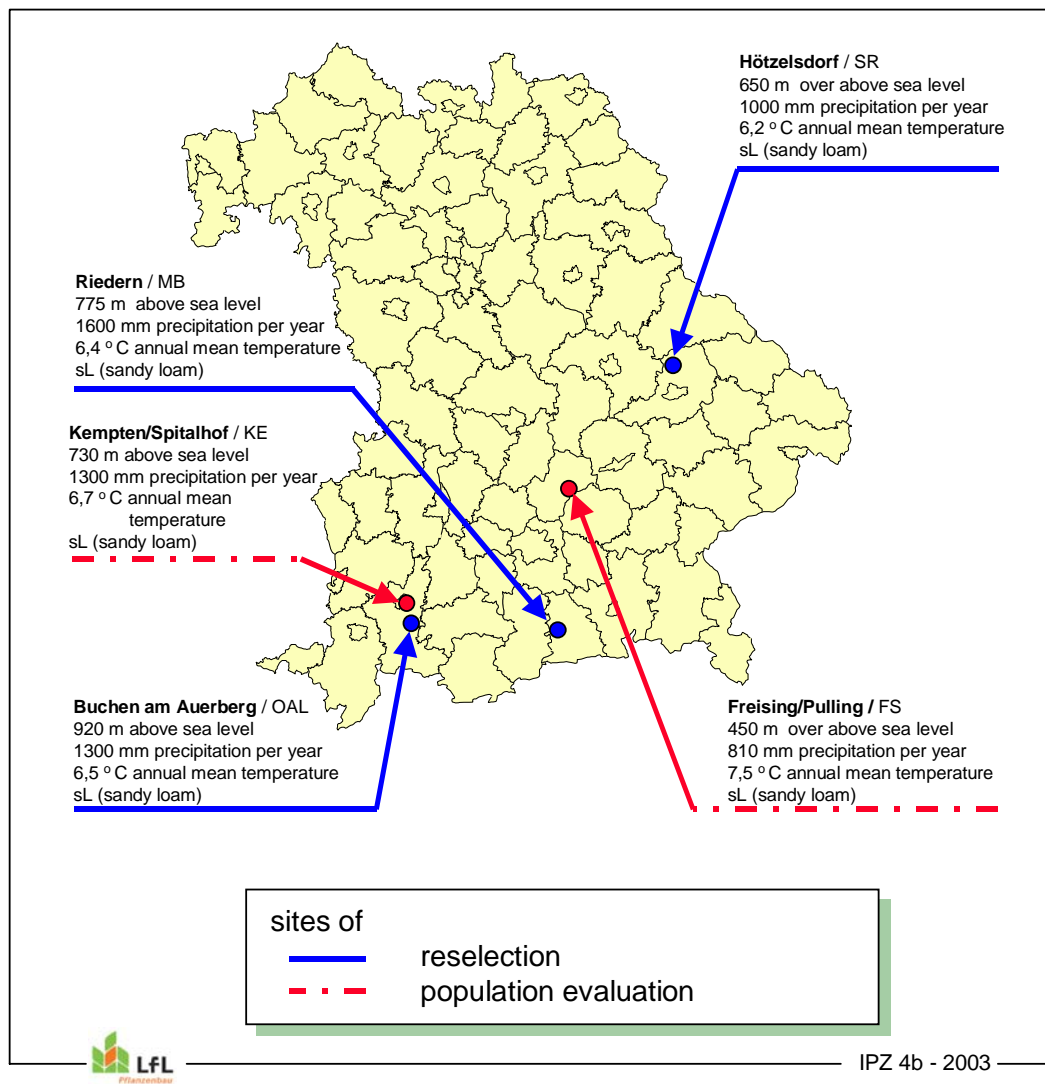 Hötzelsdorf / SR
650 m over above sea level
1000 mm precipitation per year
6,2 o C annual mean temperature
sL (sandy loam)
Riedern / MB
775 m above sea level
1600 mm precipitation per year
6,4 o C annual mean temperature
sL (sandy loam)
Kempten/Spitalhof / KE
730 m above sea level
1300 mm precipitation per year
6,7 o C annual mean
temperature
sL (sandy loam)
Buchen am Auerberg / OAL
920 m above sea level
1300 mm precipitation per year
6,5 o C annual mean temperature
sL (sandy loam)
Freising/Pulling / FS
450 m over above sea level
810 mm precipitation per year
7,5 o C annual mean temperature
sL (sandy loam)
sites of
reselection
population evaluation
LfL
Pflanzenbau
IPZ 4b - 2003